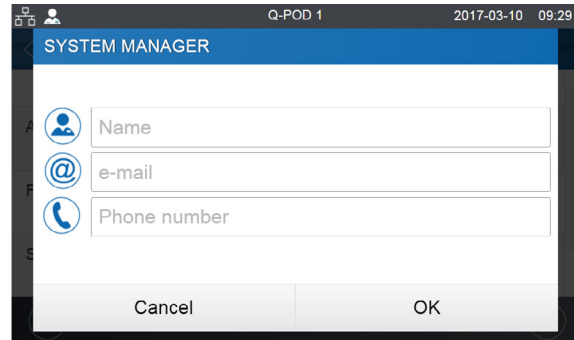 Q-POD 1 2017-03-10 09:29
SYSTEM MANAGER
Name
@ e-mail
Phone number
Cancel OK